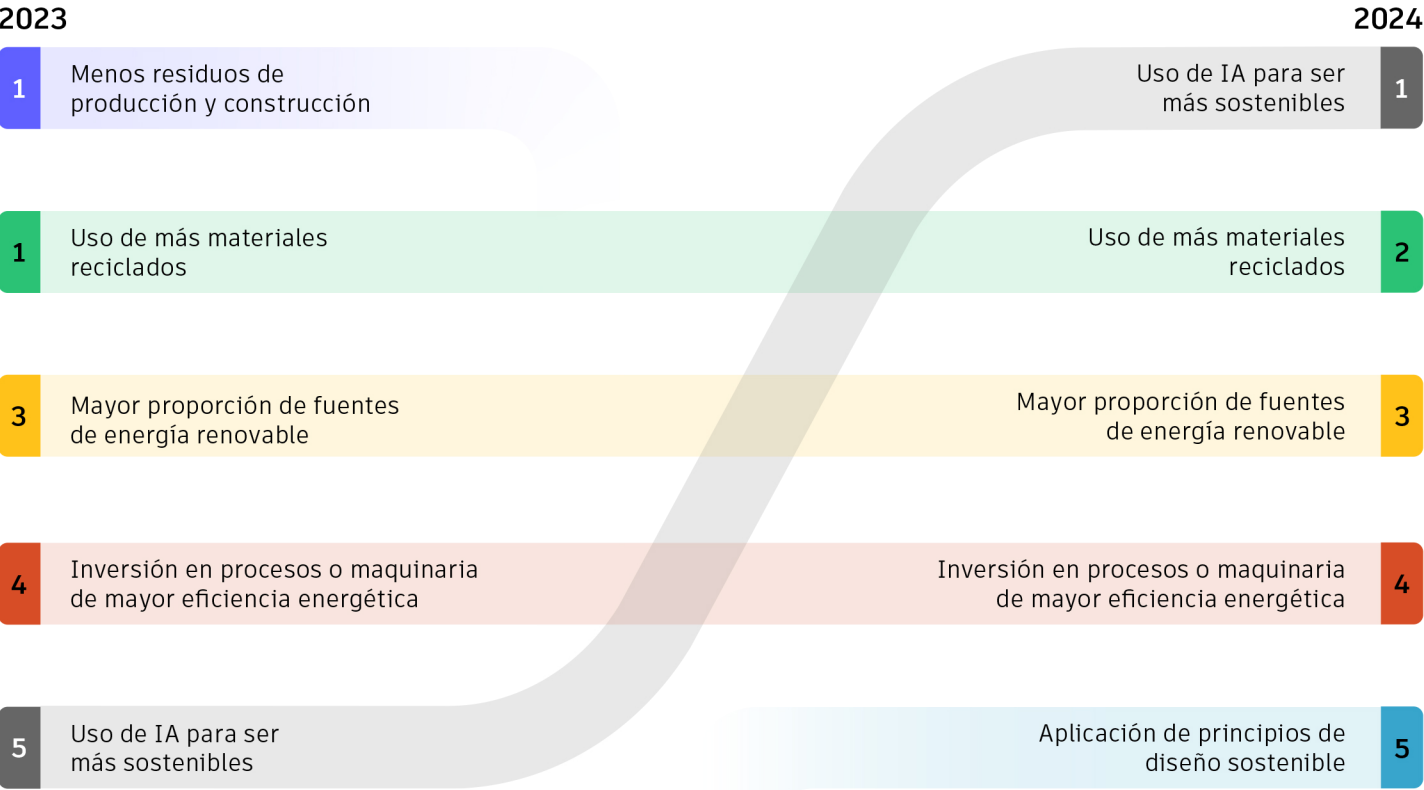 2023
2024
1
Menos residuos de
producción y construcción
Uso de IA para ser
más sostenibles
1
1
Uso de más materiales
reciclados
Uso de más materiales
reciclados
2
3
Mayor proporción de fuentes
de energía renovable
Mayor proporción de fuentes
de energía renovable
3
4
Inversión en procesos o maquinaria
de mayor eficiencia energética
Inversión en procesos o maquinaria
de mayor eficiencia energética
4
5
Uso de IA para ser
más sostenibles
Aplicación de principios de
diseño sostenible
5